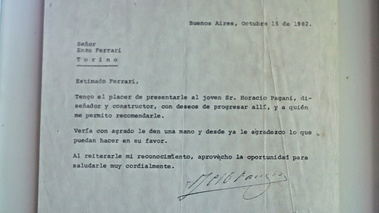 Buenos Aires, Octubre 15 de 1982.
Señor
Enzo Ferrari
Torino
Estimado Ferrari,
Tengo el placer de presentarle al joven Sr. Horacio Pagani, di-
señador y constructor, con deseos de progresar allí, y a quién
me permito recomendarle.
Vería con agrado le den una mano y desde ya le agradezco lo que
puedan hacer en su favor.
Al reiterarle mi reconocimiento, aprovecho la oportunidad para
saludarle muy cordialmente.